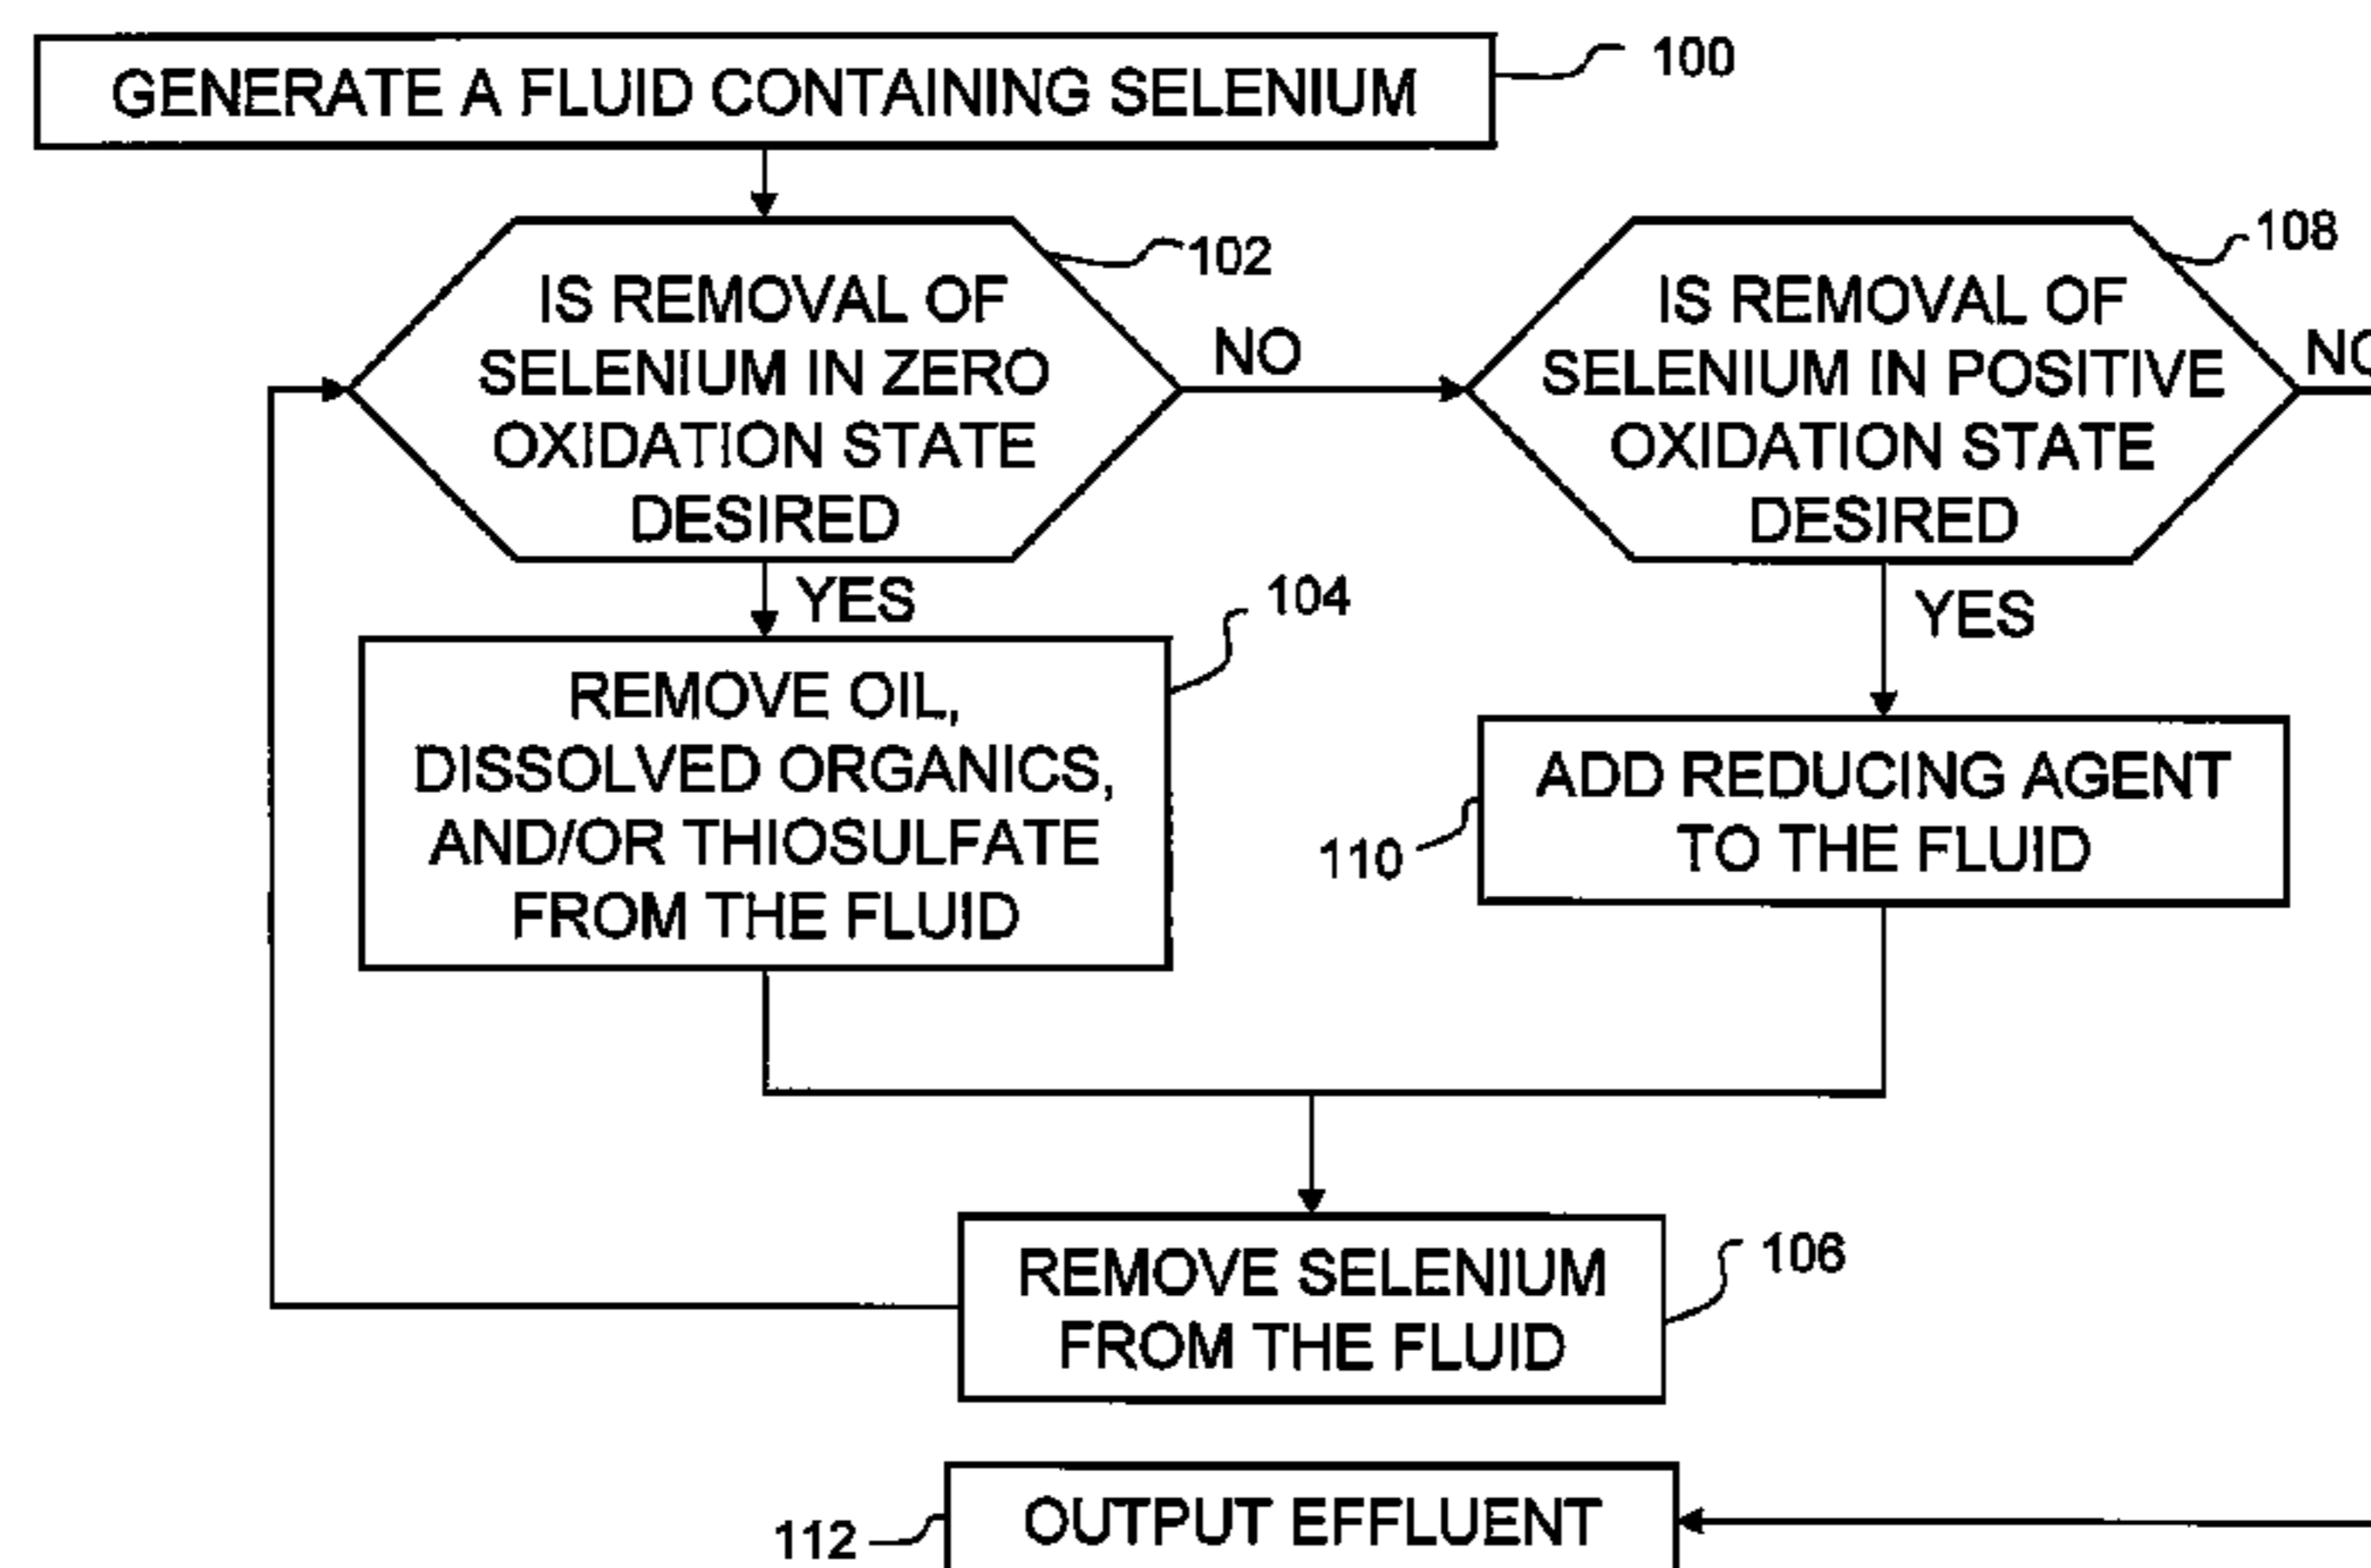 GENERATE A FLUID CONTAINING SELENIUM
100
IS REMOVAL OF
SELENIUM IN ZERO
OXIDATION STATE
DESIRED
102
NO
IS REMOVAL OF
SELENIUM IN POSITIVE
OXIDATION STATE
DESIRED
108
NO
YES
104
REMOVE OIL,
DISSOLVED ORGANICS,
AND/OR THIOSULFATE
FROM THE FLUID
YES
ADD REDUCING AGENT
TO THE FLUID
110
REMOVE SELENIUM
FROM THE FLUID
106
OUTPUT EFFLUENT
112